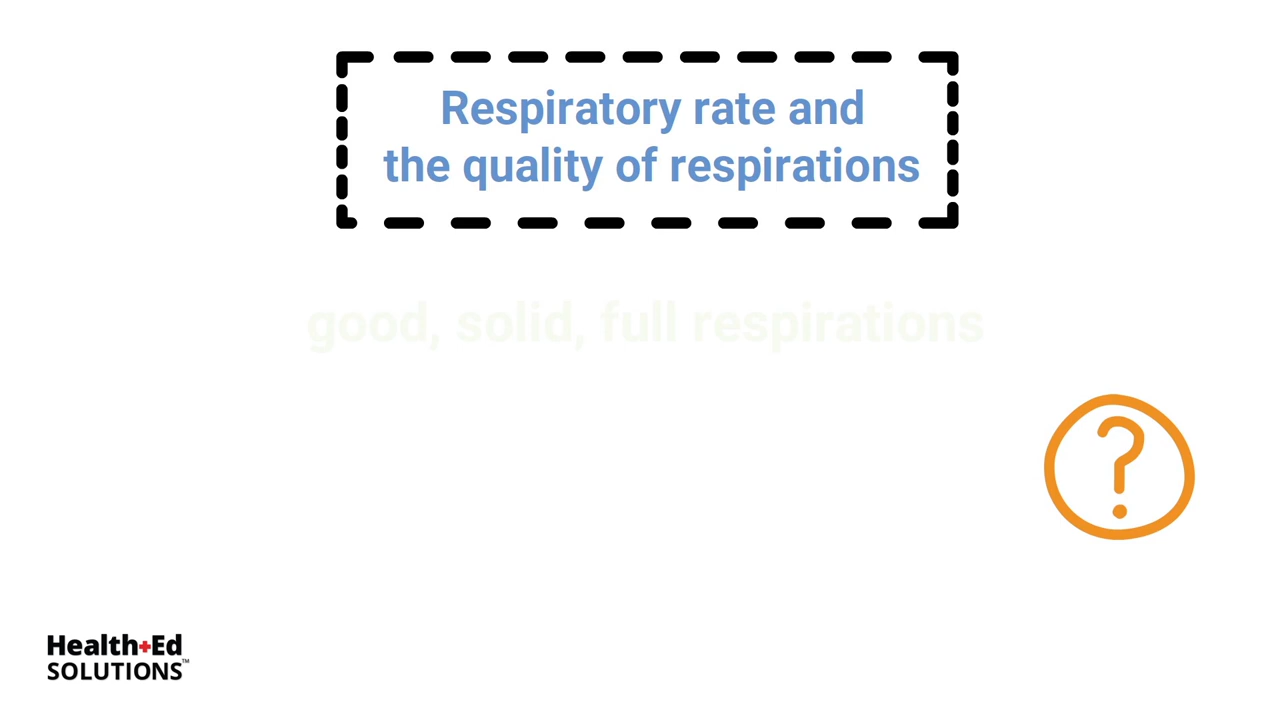 Respiratory rate and
the quality of respirations
good, solid, full respirations
?
Health+Ed
SOLUTIONS™